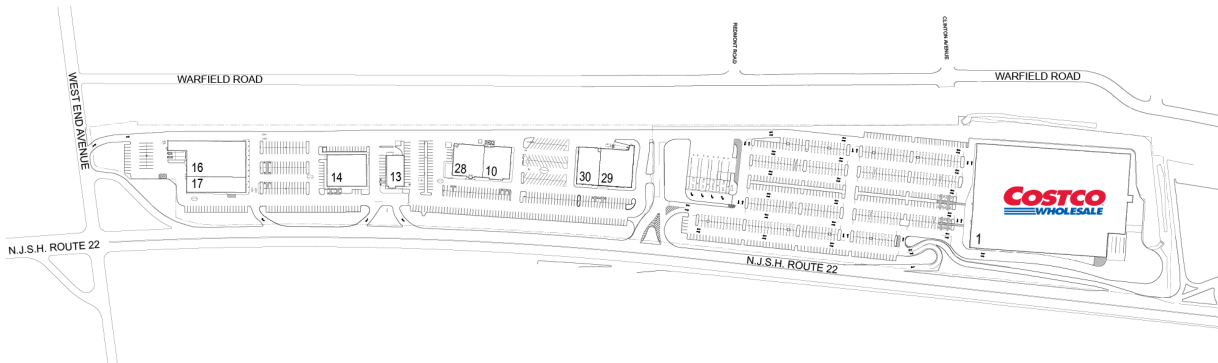 REDMONT ROAD
CLINTON AVENUE
WARFIELD ROAD
WARFIELD ROAD
WEST END AVENUE
16
17
14
13
28
10
30
29
COSTCO
WHOLESALE
1
N.J.S.H. ROUTE 22
N.J.S.H. ROUTE 22